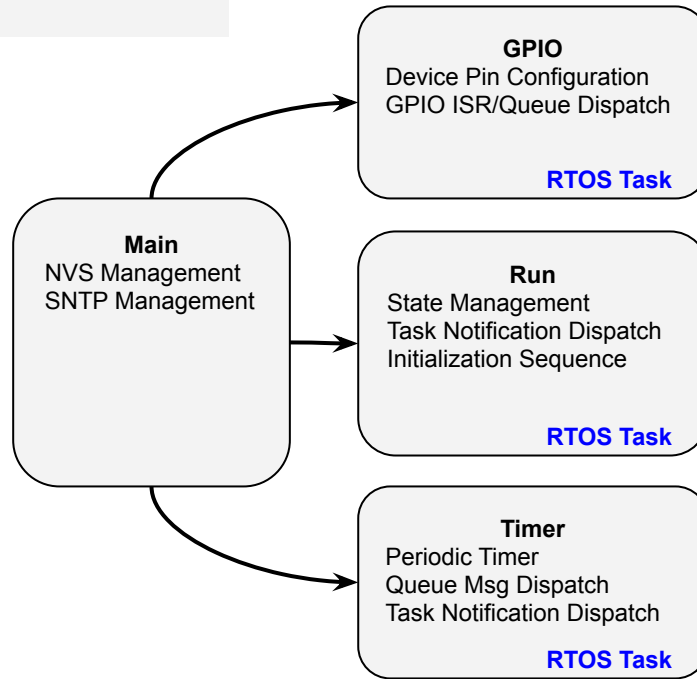 GPIO
Device Pin Configuration
GPIO ISR/Queue Dispatch
RTOS Task
Main
NVS Management
SNTP Management
Run
State Management
Task Notification Dispatch
Initialization Sequence
RTOS Task
Timer
Periodic Timer
Queue Msg Dispatch
Task Notification Dispatch
RTOS Task